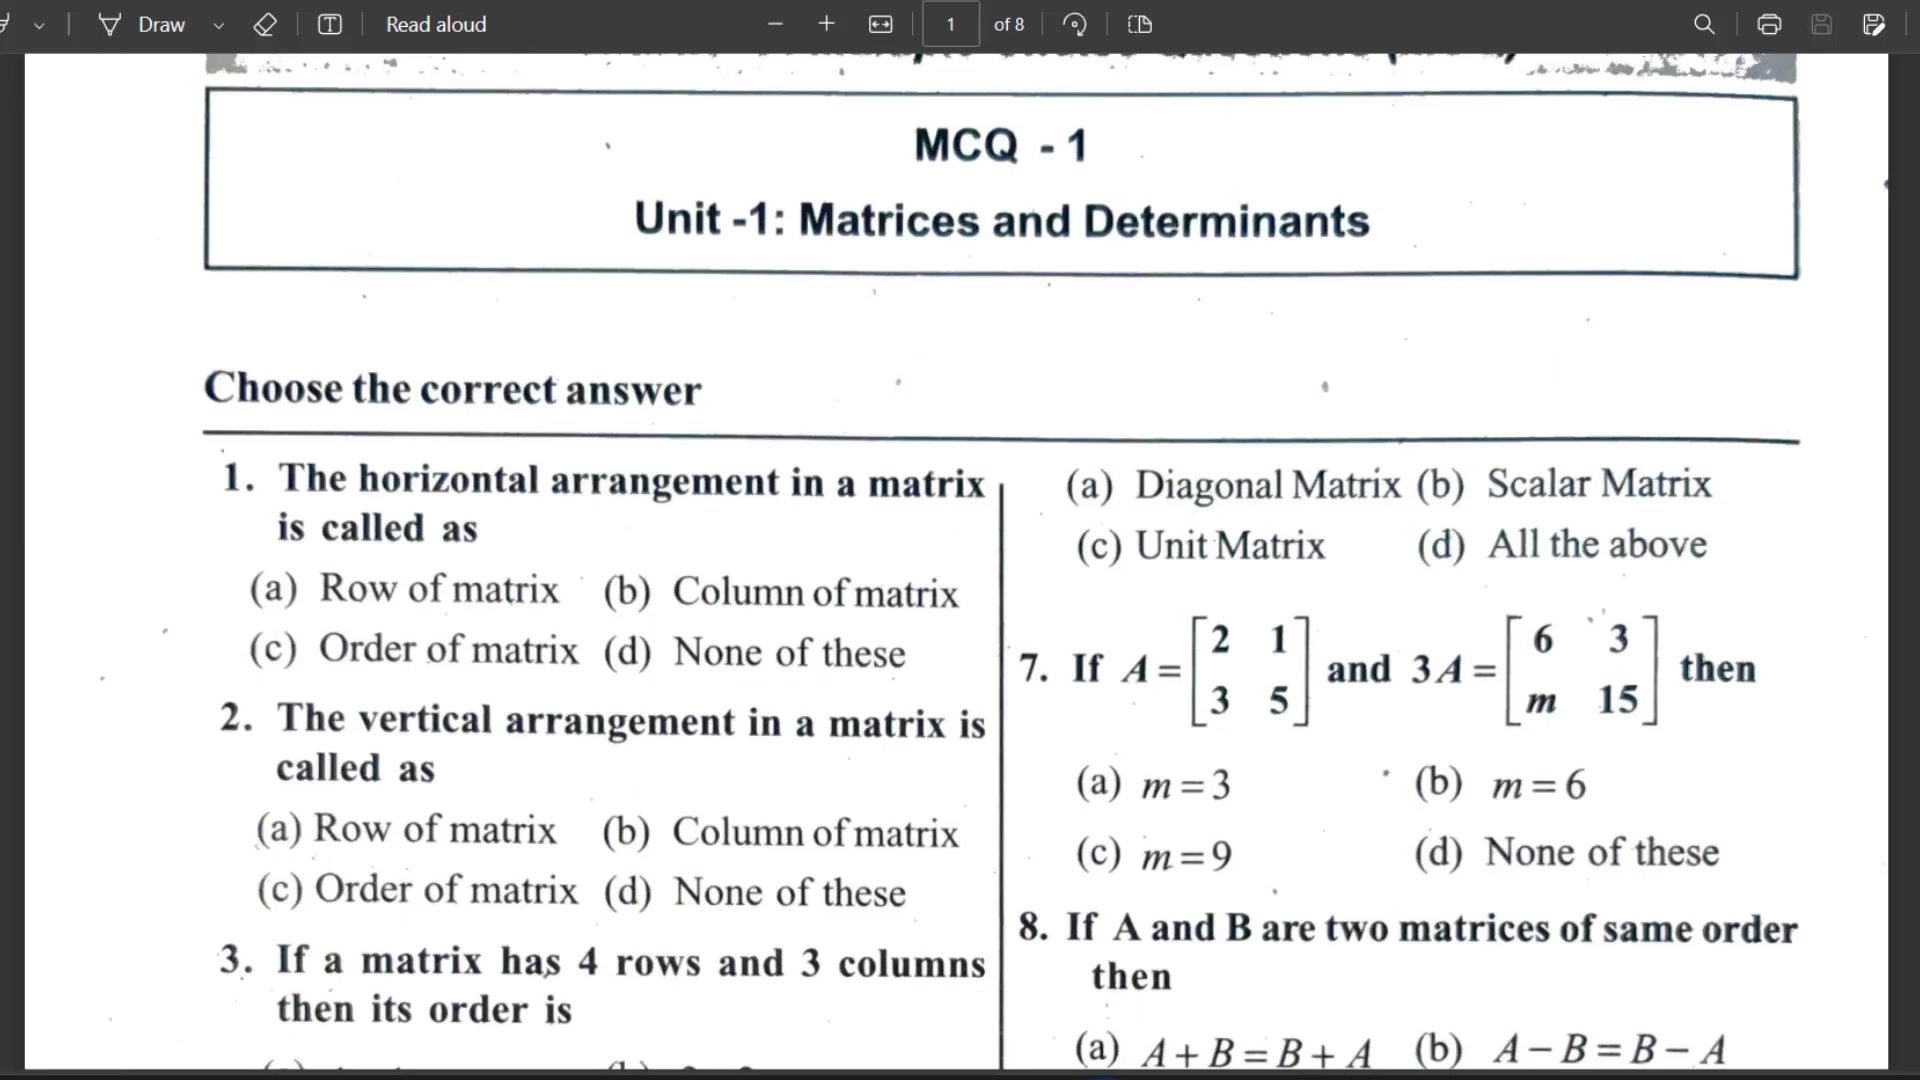 Draw
Read aloud
1 of 8
MCQ - 1
Unit -1: Matrices and Determinants
Choose the correct answer
1. The horizontal arrangement in a matrix
is called as
(a) Row of matrix (b) Column of matrix
(c) Order of matrix (d) None of these
2. The vertical arrangement in a matrix is
called as
(a) Row of matrix (b) Column of matrix
(c) Order of matrix (d) None of these
3. If a matrix has 4 rows and 3 columns
then its order is
(a) Diagonal Matrix (b) Scalar Matrix
(c) Unit Matrix (d) All the above
7. If A = [2 1
3 5] and 3A = [6 3
m 15] then
(a) m = 3 (b) m = 6
(c) m = 9 (d) None of these
8. If A and B are two matrices of same order
then
(a) A + B = B + A (b) A − B = B − A